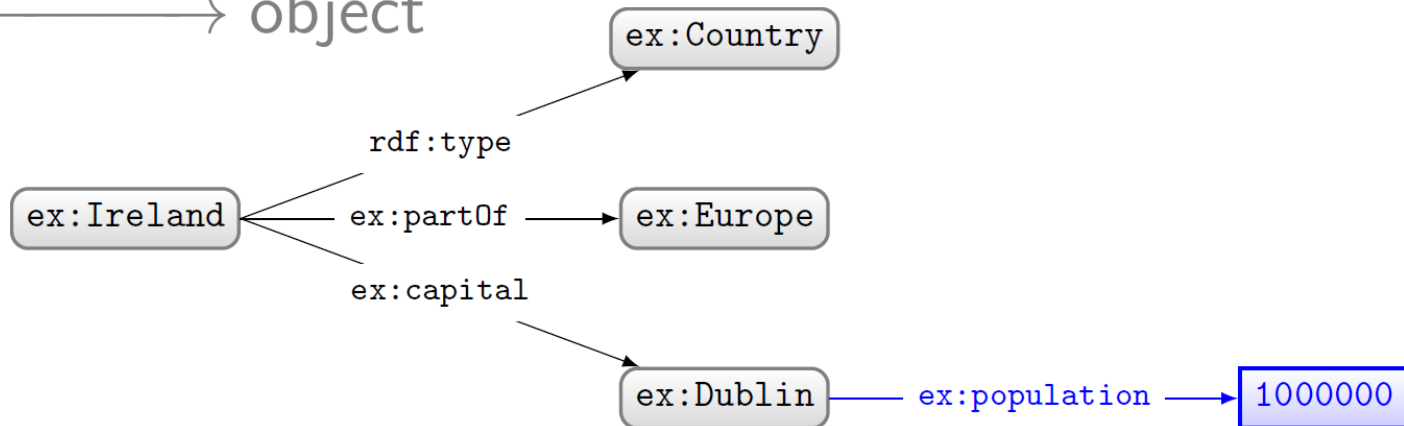 object
ex:Country
rdf:type
ex:Ireland ex:partOf ex:Europe
ex:capital
ex:Dublin ex:population 1000000